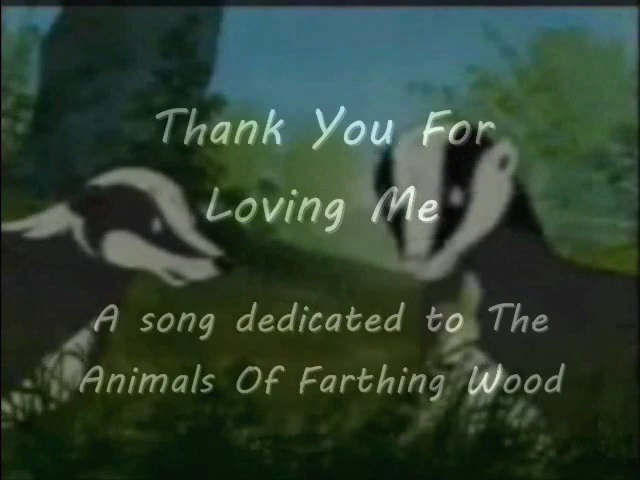 Thank You For
Loving Me
A song dedicated to The
Animals Of Farthing Wood